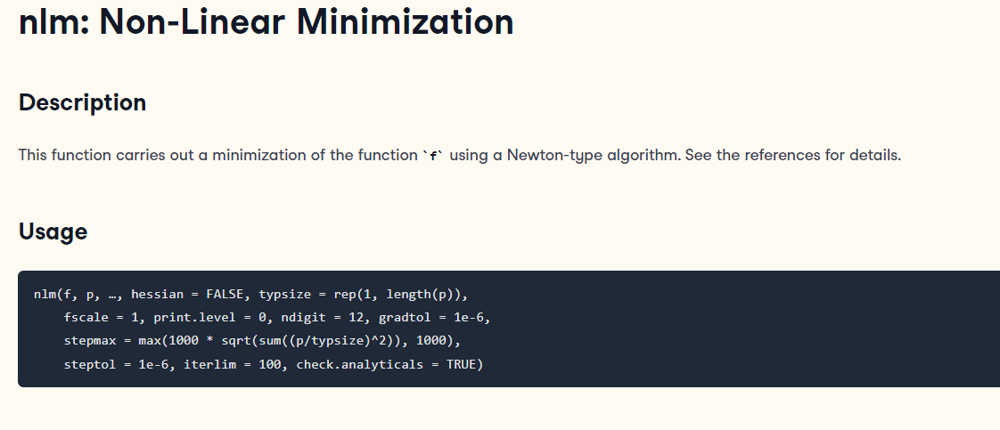 nlm: Non-Linear Minimization
Description
This function carries out a minimization of the function `f` using a Newton-type algorithm. See the references for details.
Usage
nlm(f, p, …, hessian = FALSE, typsize = rep(1, length(p)),
    fscale = 1, print.level = 0, ndigit = 12, gradtol = 1e-6,
    stepmax = max(1000 * sqrt(sum((p/typsize)^2)), 1000),
    steptol = 1e-6, iterlim = 100, check.analyticals = TRUE)